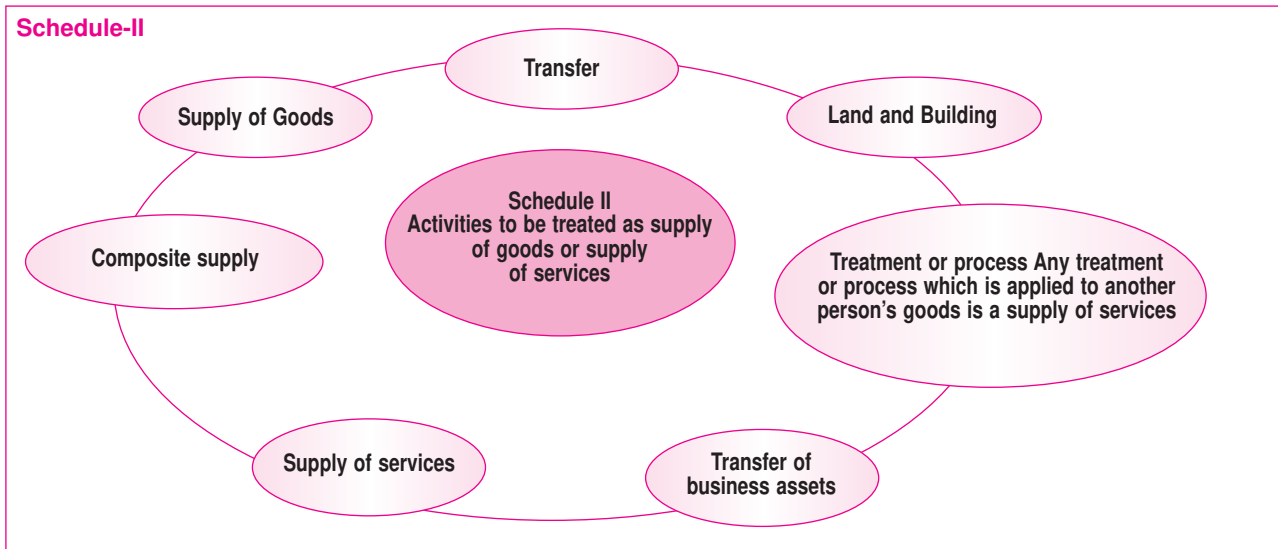 Schedule-II
Transfer
Supply of Goods
Land and Building
Schedule II
Activities to be treated as supply
of goods or supply
of services
Composite supply
Treatment or process Any treatment
or process which is applied to another
person's goods is a supply of services
Supply of services
Transfer of
business assets